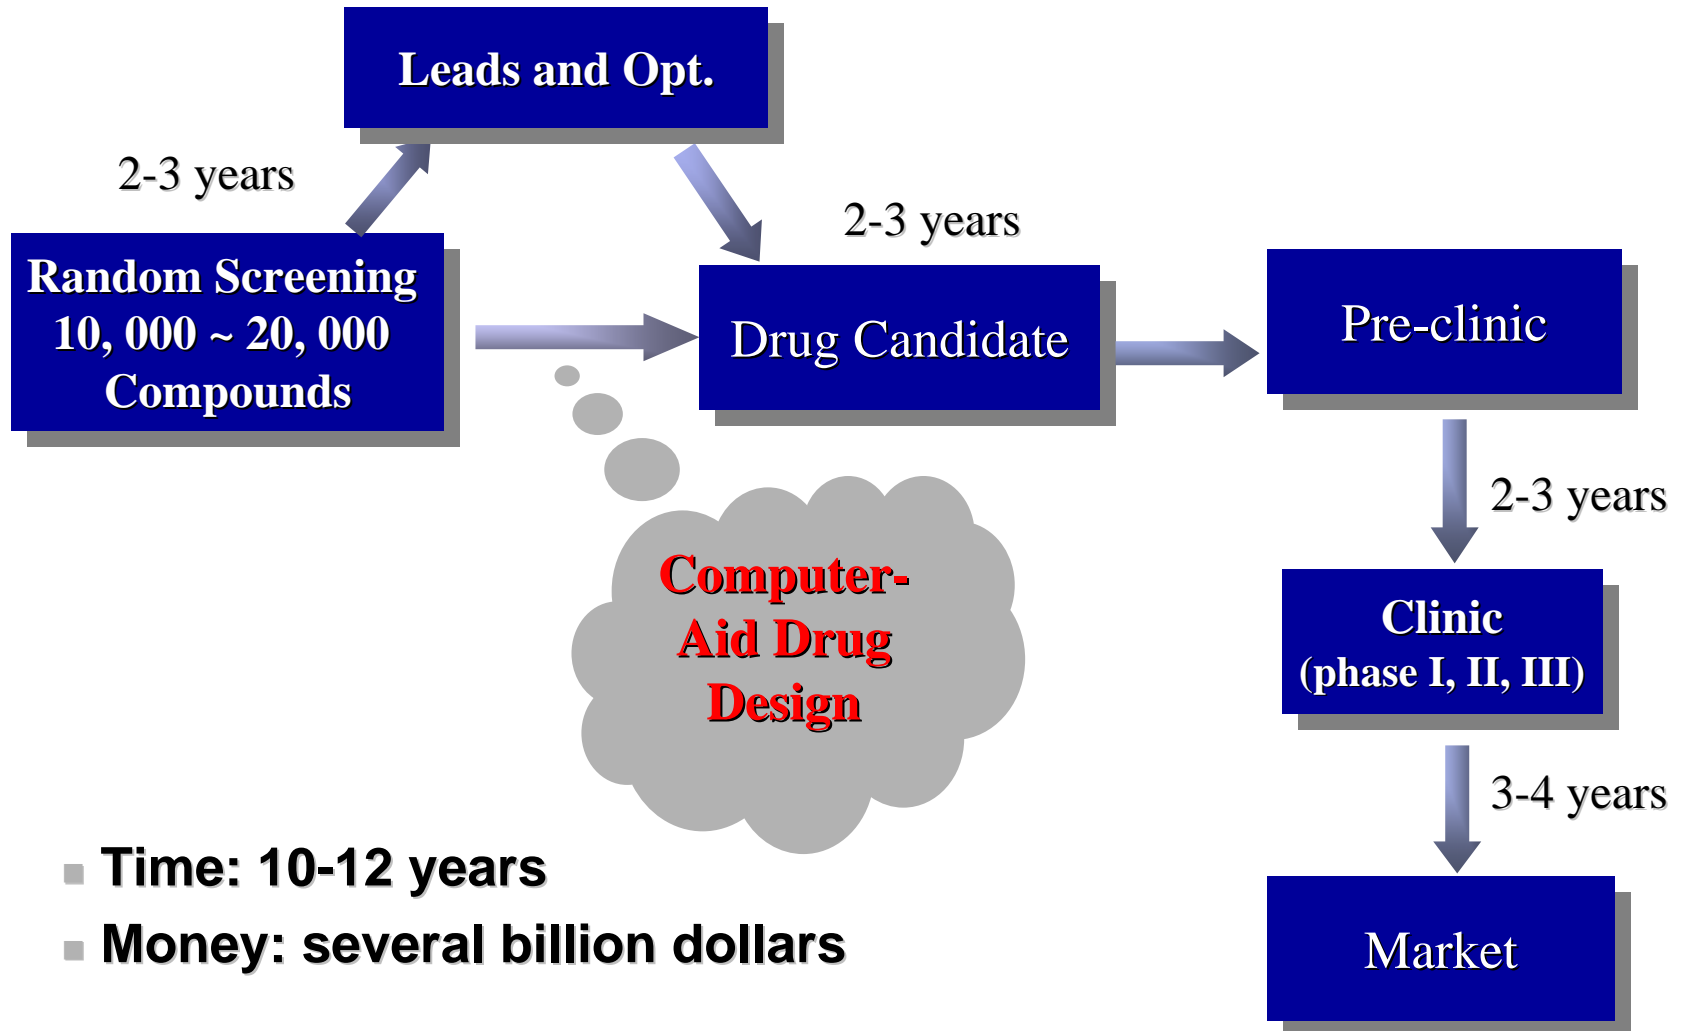 Leads and Opt.
2-3 years
2-3 years
Random Screening
10, 000 ~ 20, 000
Compounds
Drug Candidate
Pre-clinic
2-3 years
Computer-
Aid Drug
Design
Clinic
(phase I, II, III)
3-4 years
Time: 10-12 years
Money: several billion dollars
Market